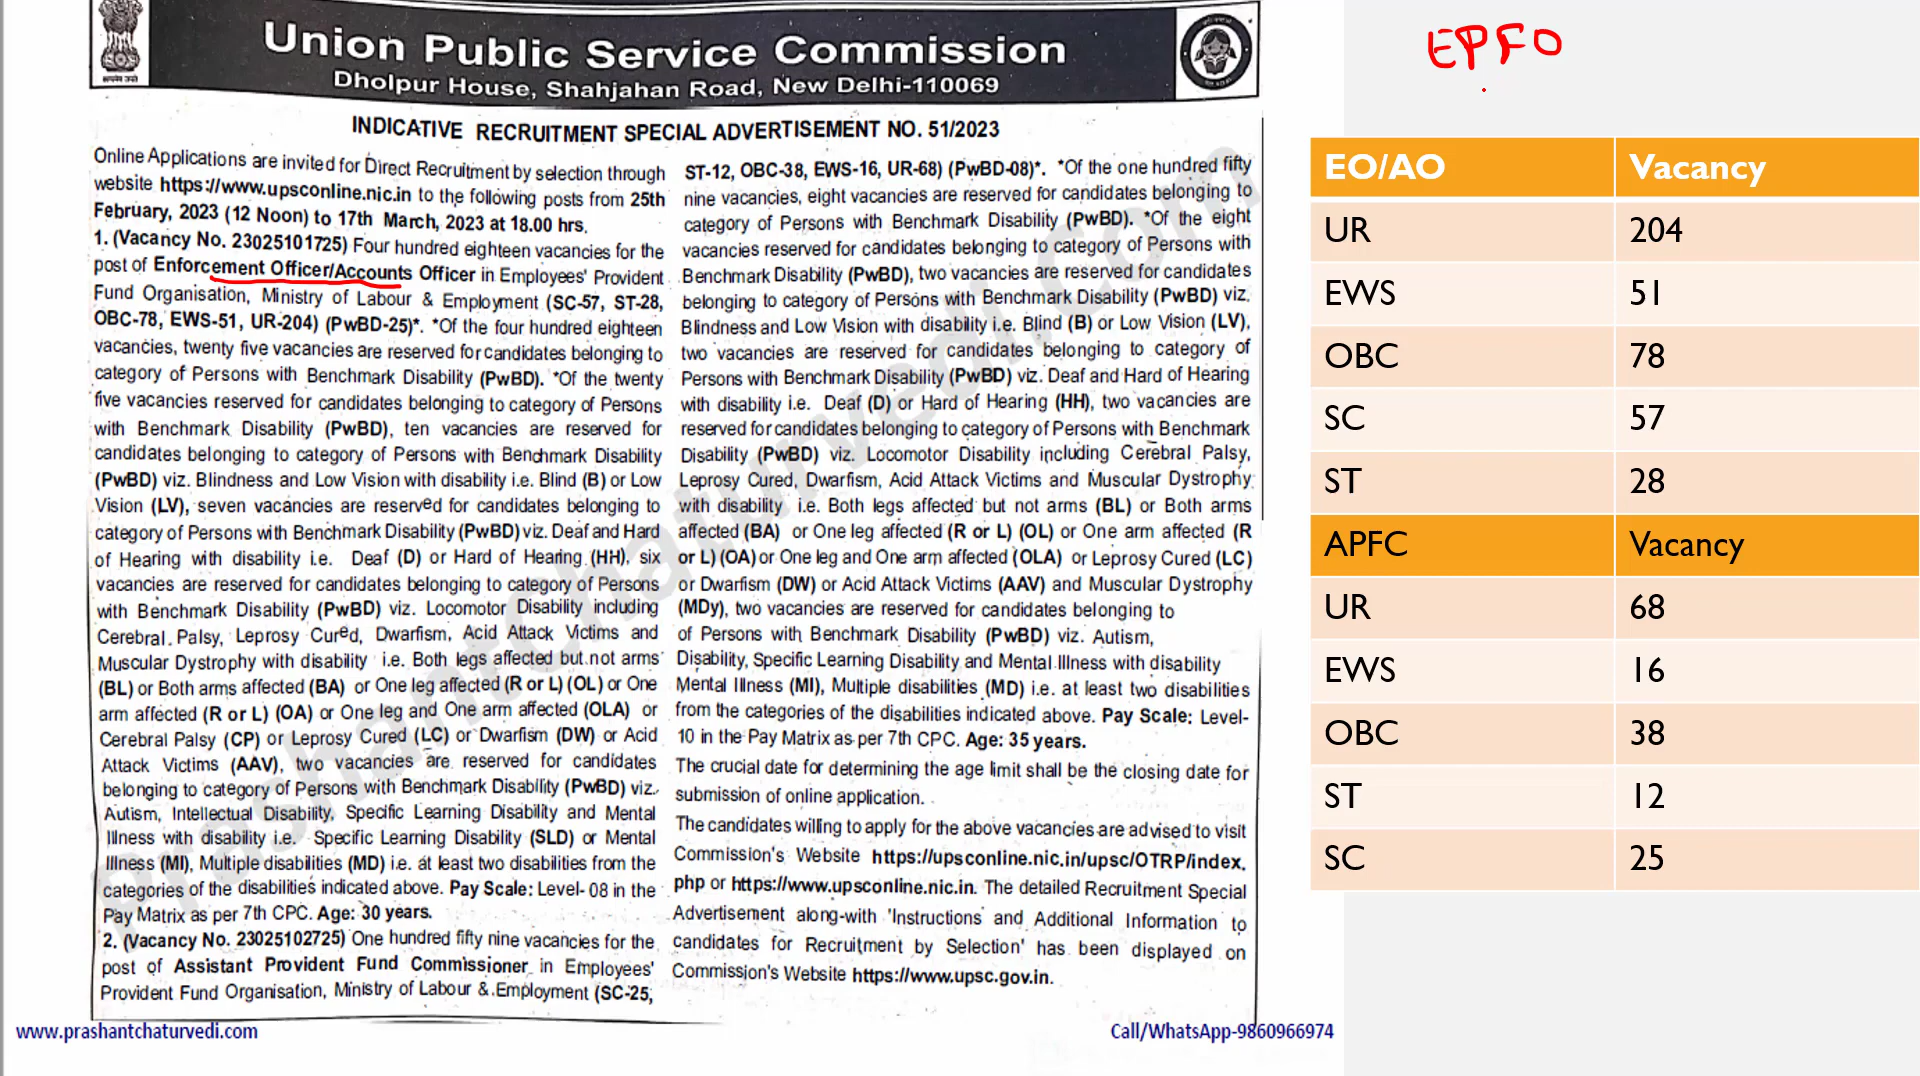 Union Public Service Commission
Dholpur House, Shahjahan Road, New Delhi-110069
INDICATIVE RECRUITMENT SPECIAL ADVERTISEMENT NO. 51/2023
Online Applications are invited for Direct Recruitment by selection through
website https://www.upsconline.nic.in to the following posts from 25th
February, 2023 (12 Noon) to 17th March, 2023 at 18.00 hrs.
1. (Vacancy No. 23025101725) Four hundred eighteen vacancies for the
post of Enforcement Officer/Accounts Officer in Employees' Provident
Fund Organisation, Ministry of Labour & Employment (SC-57, ST-28,
OBC-78, EWS-51, UR-204) (PwBD-25)*. *Of the four hundred eighteen
vacancies, twenty five vacancies are reserved for candidates belonging to
category of Persons with Benchmark Disability (PwBD). *Of the twenty
five vacancies reserved for candidates belonging to category of Persons
with Benchmark Disability (PwBD), ten vacancies are reserved for
candidates belonging to category of Persons with Benchmark Disability
(PwBD) viz. Blindness and Low Vision with disability i.e. Blind (B) or Low
Vision (LV), seven vacancies are reserved for candidates belonging to
category of Persons with Benchmark Disability (PwBD) viz. Deaf and Hard
of Hearing with disability i.e. Deaf (D) or Hard of Hearing (HH), six
vacancies are reserved for candidates belonging to category of Persons
with Benchmark Disability (PwBD) viz. Locomotor Disability including
Cerebral Palsy, Leprosy Cured, Dwarfism, Acid Attack Victims and
Muscular Dystrophy with disability i.e. Both legs affected but not arms
(BL) or Both arms affected (BA) or One leg affected (R or L) (OL) or One
arm affected (R or L) (OA) or One leg and One arm affected (OLA) or
Cerebral Palsy (CP) or Leprosy Cured (LC) or Dwarfism (DW) or Acid
Attack Victims (AAV), two vacancies are reserved for candidates
belonging to category of Persons with Benchmark Disability (PwBD) viz.
Autism, Intellectual Disability, Specific Learning Disability and Mental
Illness with disability i.e. Specific Learning Disability (SLD) or Mental
Illness (MI), Multiple disabilities (MD) i.e. at least two disabilities from the
categories of the disabilities indicated above. Pay Scale: Level- 08 in the
Pay Matrix as per 7th CPC. Age: 30 years.
2. (Vacancy No. 23025102725) One hundred fifty nine vacancies for the
post of Assistant Provident Fund Commissioner in Employees'
Provident Fund Organisation, Ministry of Labour & Employment (SC-25,
ST-12, OBC-38, EWS-16, UR-68) (PwBD-08)*. *Of the one hundred fifty
nine vacancies, eight vacancies are reserved for candidates belonging to
category of Persons with Benchmark Disability (PwBD). *Of the eight
vacancies reserved for candidates belonging to category of Persons with
Benchmark Disability (PwBD), two vacancies are reserved for candidates
belonging to category of Persons with Benchmark Disability (PwBD) viz.
Blindness and Low Vision with disability i.e. Blind (B) or Low Vision (LV),
two vacancies are reserved for candidates belonging to category of
Persons with Benchmark Disability (PwBD) viz. Deaf and Hard of Hearing
with disability i.e. Deaf (D) or Hard of Hearing (HH), two vacancies are
reserved for candidates belonging to category of Persons with Benchmark
Disability (PwBD) viz. Locomotor Disability including Cerebral Palsy,
Leprosy Cured, Dwarfism, Acid Attack Victims and Muscular Dystrophy
with disability i.e. Both legs affected but not arms (BL) or Both arms
affected (BA) or One leg affected (R or L) (OL) or One arm affected (R
or L) (OA) or One leg and One arm affected (OLA) or Leprosy Cured (LC)
or Dwarfism (DW) or Acid Attack Victims (AAV) and Muscular Dystrophy
(MDy), two vacancies are reserved for candidates belonging to
of Persons with Benchmark Disability (PwBD) viz. Autism,
Disability, Specific Learning Disability and Mental Illness with disability
Mental Illness (MI), Multiple disabilities (MD) i.e. at least two disabilities
from the categories of the disabilities indicated above. Pay Scale: Level-
10 in the Pay Matrix as per 7th CPC. Age: 35 years.
The crucial date for determining the age limit shall be the closing date for
submission of online application.
The candidates willing to apply for the above vacancies are advised to visit
Commission's Website https://upsconline.nic.in/upsc/OTRP/index.
php or https://www.upsconline.nic.in. The detailed Recruitment Special
Advertisement along-with 'Instructions and Additional Information to
candidates for Recruitment by Selection' has been displayed on
Commission's Website https://www.upsc.gov.in.
PrashantChaturvedi.Com
www.prashantchaturvedi.com
Call/WhatsApp-9860966974
EPFO
EO/AO Vacancy
UR 204
EWS 51
OBC 78
SC 57
ST 28
APFC Vacancy
UR 68
EWS 16
OBC 38
ST 12
SC 25